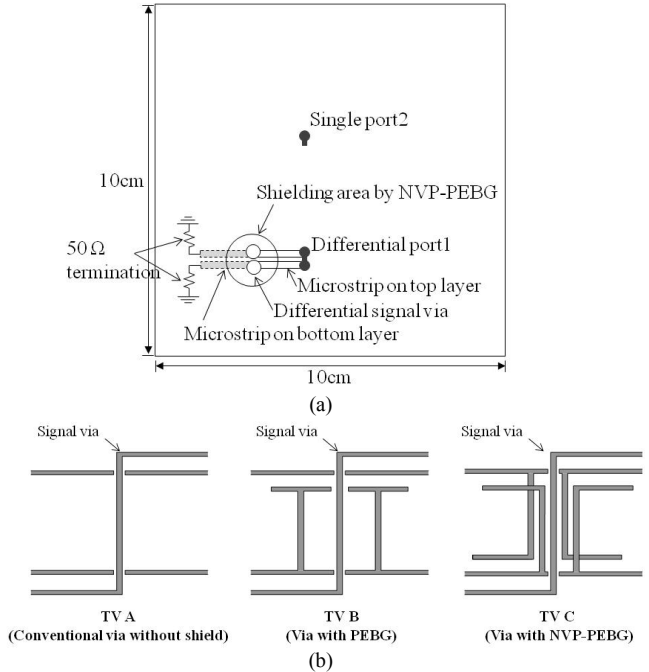 Single port2
10cm
Shielding area by NVP-PEBG
50 Ω
termination
Differential port1
Microstrip on top layer
Differential signal via
Microstrip on bottom layer
10cm
(a)
Signal via
Signal via
Signal via
TV A
(Conventional via without shield)
TV B
(Via with PEBG)
TV C
(Via with NVP-PEBG)
(b)